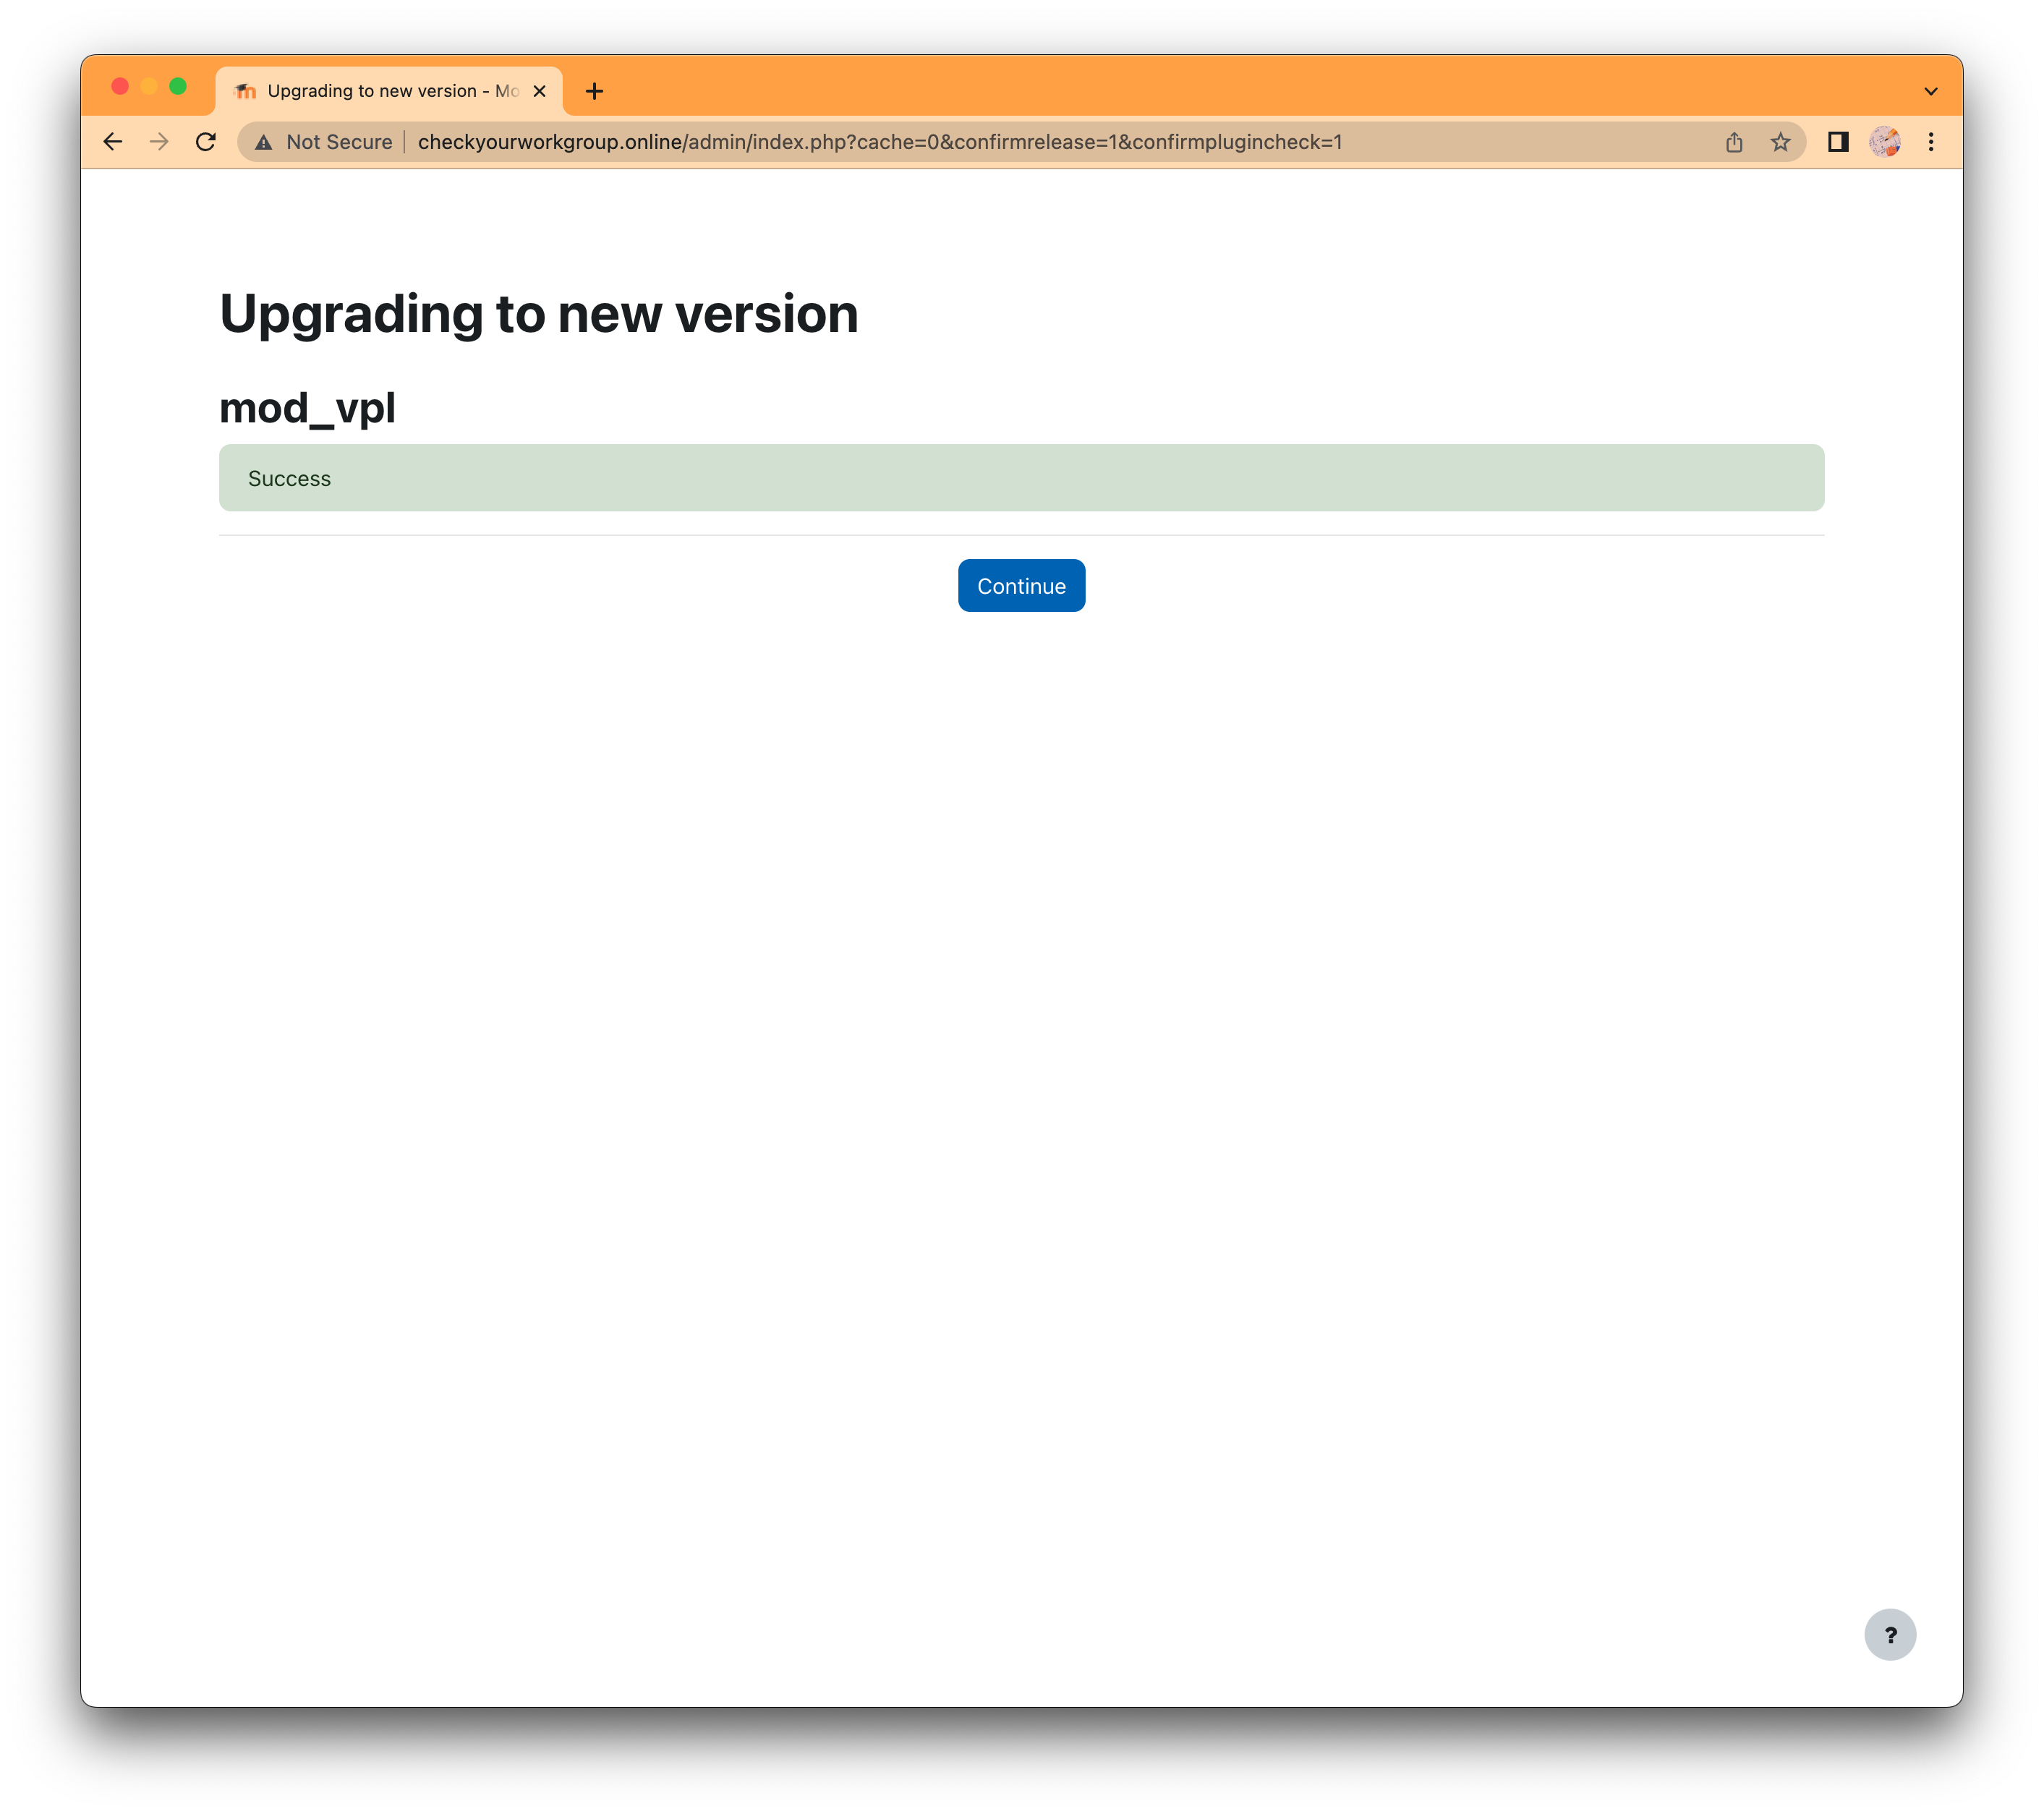 Upgrading to new version - Mo
Not Secure checkyourworkgroup.online/admin/index.php?cache=0&confirmrelease=1&confirmplugincheck=1
Upgrading to new version
mod_vpl
Success
Continue
?